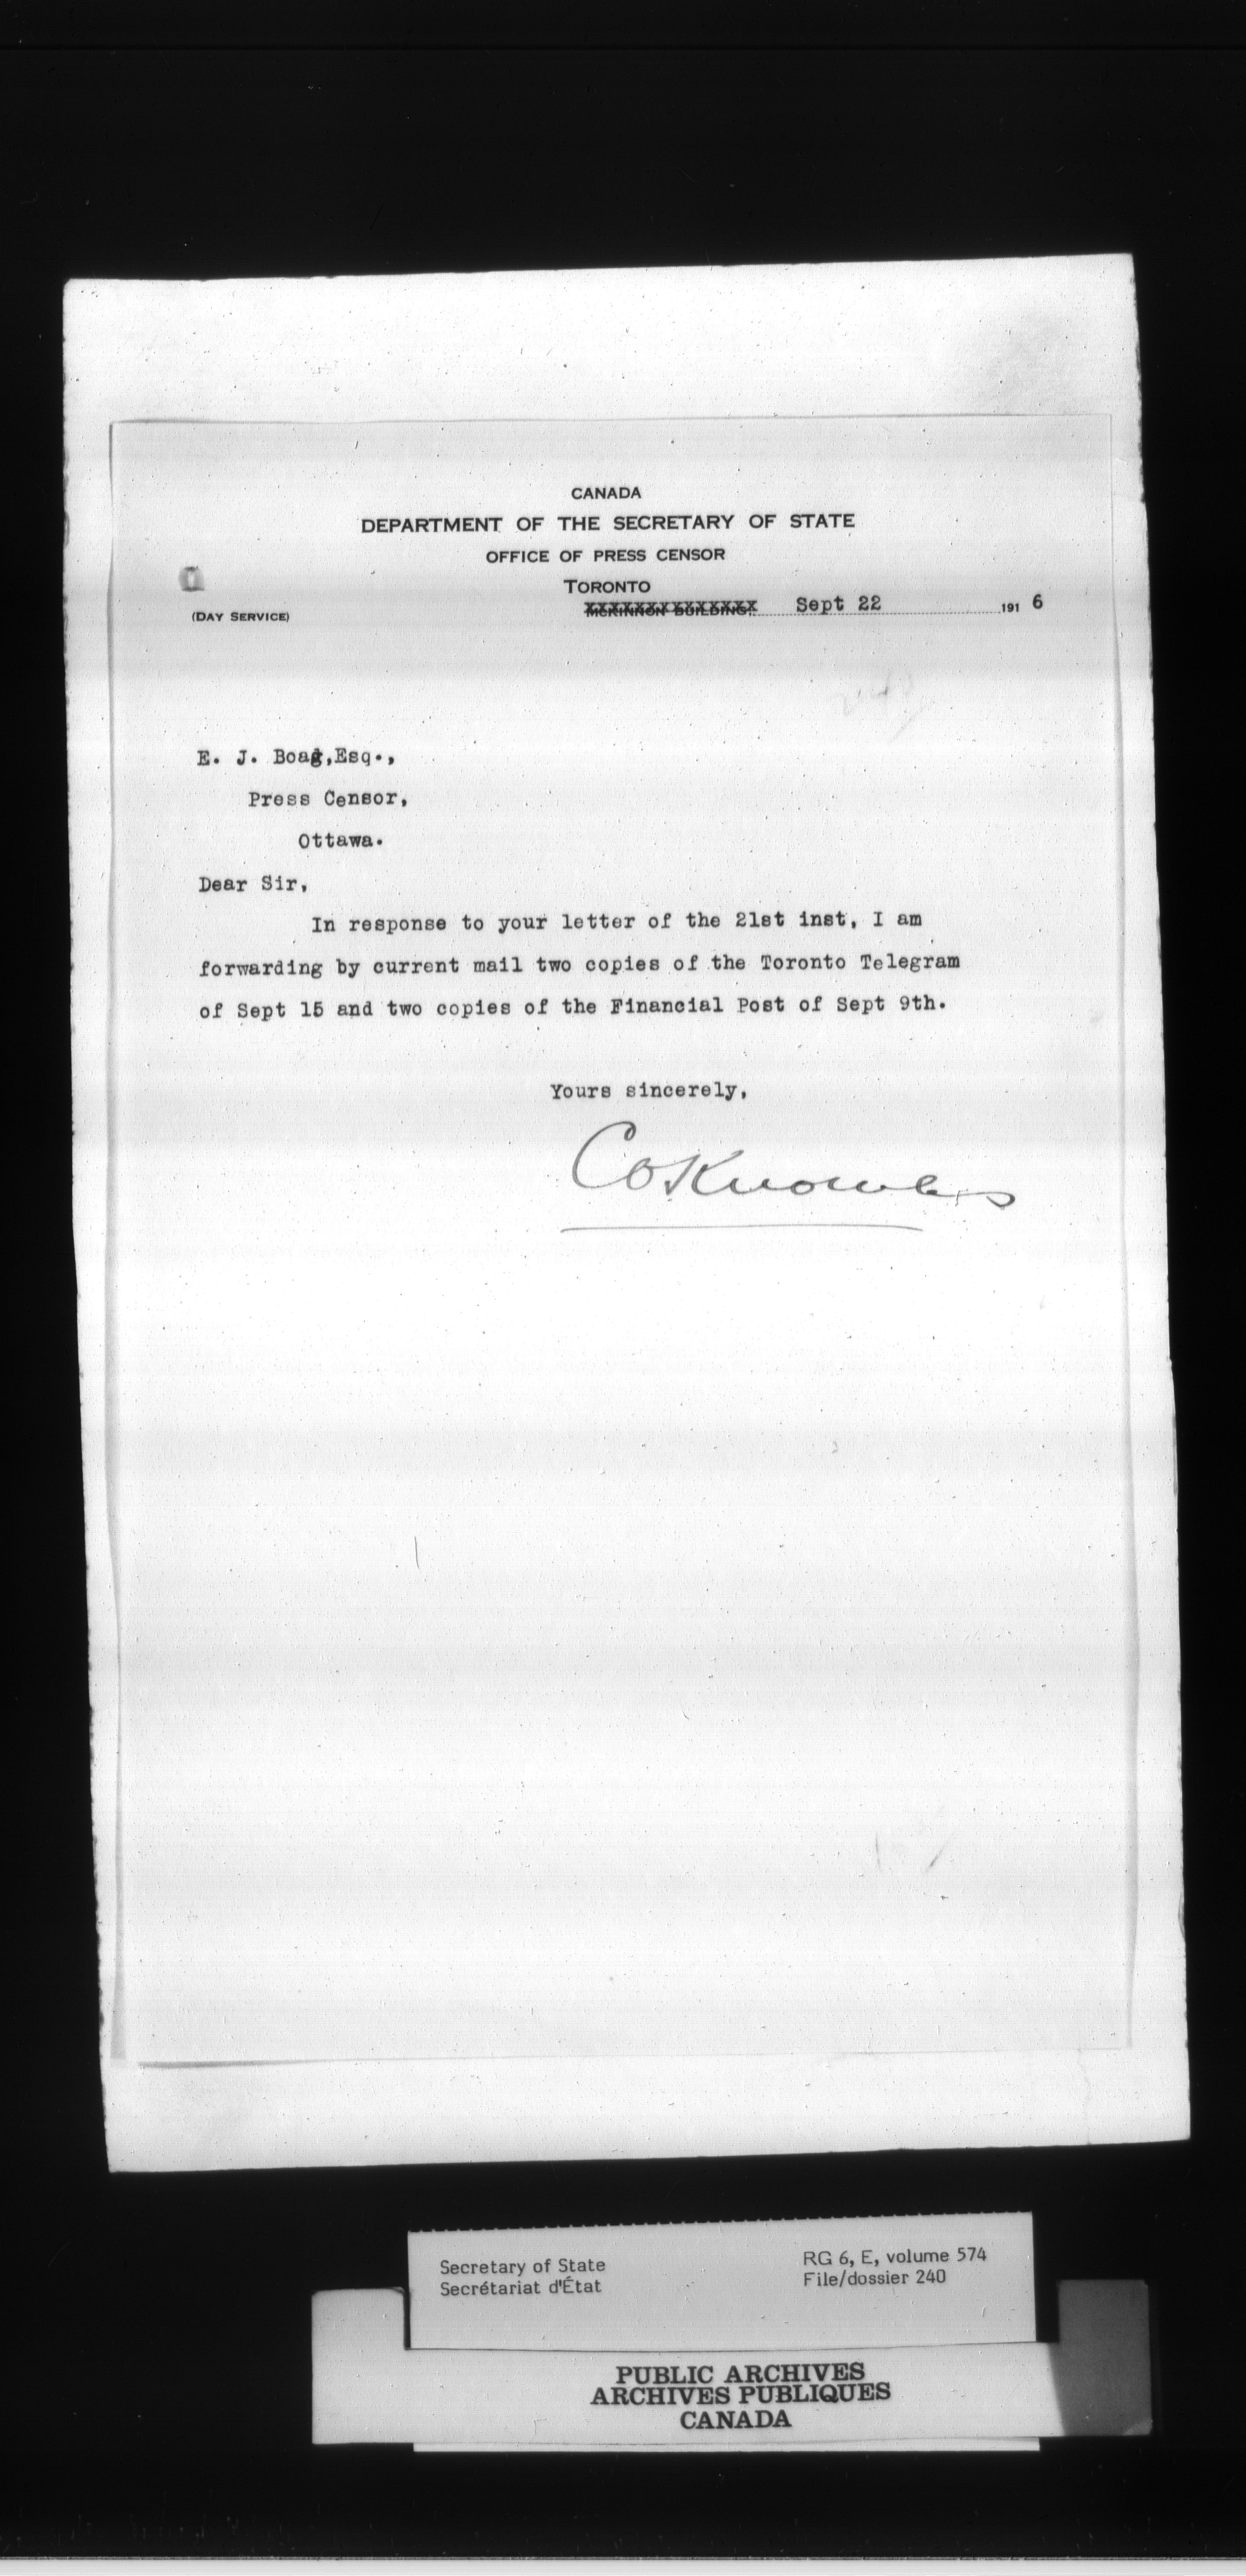 CANADA
DEPARTMENT OF THE SECRETARY OF STATE
OFFICE OF PRESS CENSOR
TORONTO
(DAY SERVICE)
MCKINNON BUILDING, Sept 22 1916
E. J. Boag,Esq.,
Press Censor,
Ottawa.
Dear Sir,
In response to your letter of the 21st inst, I am
forwarding by current mail two copies of the Toronto Telegram
of Sept 15 and two copies of the Financial Post of Sept 9th.
Yours sincerely,
C O Knowles
Secretary of State
Secrétariat d'État
RG 6, E, volume 574
File/dossier 240
PUBLIC ARCHIVES
ARCHIVES PUBLIQUES
CANADA